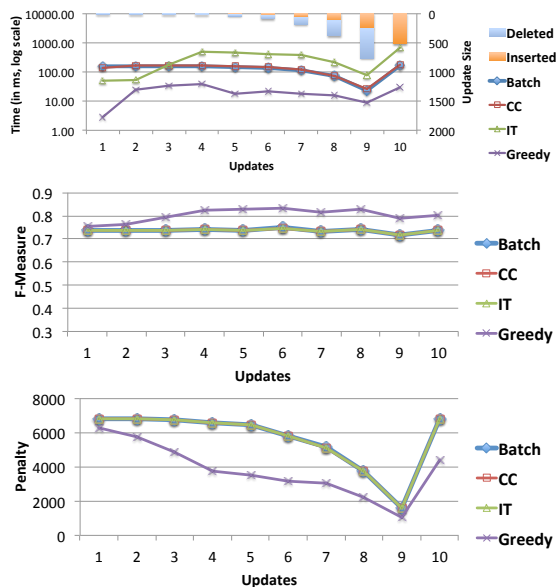 Time (in ms, log scale)
1000.00
1000.00
100.00
10.00
1.00
0
500
1000
1500
2000
Update Size
1 2 3 4 5 6 7 8 9 10
Updates
Deleted
Inserted
Batch
CC
IT
Greedy
F-Measure
0.9
0.8
0.7
0.6
0.5
0.4
0.3
1 2 3 4 5 6 7 8 9 10
Updates
Batch
CC
IT
Greedy
Penalty
8000
6000
4000
2000
0
1 2 3 4 5 6 7 8 9 10
Updates
Batch
CC
IT
Greedy